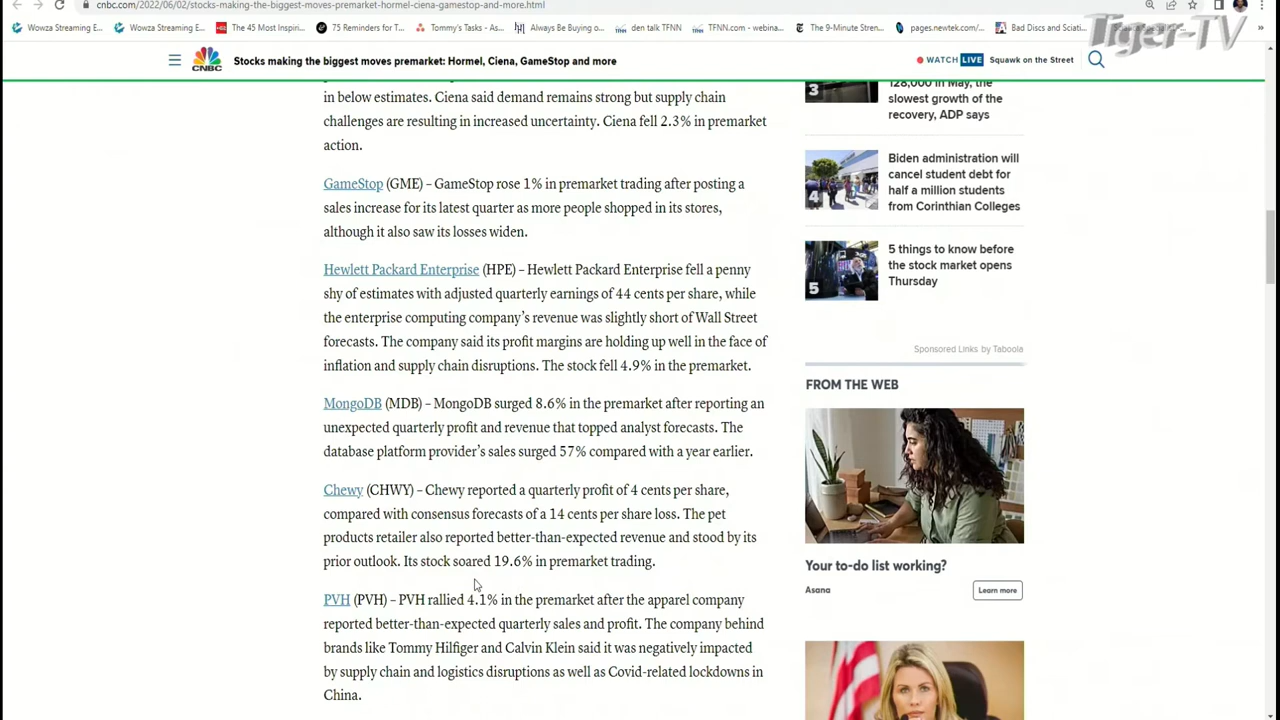 cnbc.com/2022/06/02/stocks-making-the-biggest-moves-premarket-hormel-ciena-gamestop-and-more.html
Wowza Streaming E...
Wowza Streaming E...
The 45 Most Inspiri...
75 Reminders for T...
Tommy's Tasks - As...
Always Be Buying o...
den talk TFNN
TFNN.com - webina...
The 9-Minute Stren...
pages.newtek.com/...
Bad Discs and Sciati...
Tiger-TV
CNBC
Stocks making the biggest moves premarket: Hormel, Ciena, GameStop and more
WATCH LIVE Squawk on the Street
in below estimates. Ciena said demand remains strong but supply chain
challenges are resulting in increased uncertainty. Ciena fell 2.3% in premarket
action.
GameStop (GME) – GameStop rose 1% in premarket trading after posting a
sales increase for its latest quarter as more people shopped in its stores,
although it also saw its losses widen.
Hewlett Packard Enterprise (HPE) – Hewlett Packard Enterprise fell a penny
shy of estimates with adjusted quarterly earnings of 44 cents per share, while
the enterprise computing company's revenue was slightly short of Wall Street
forecasts. The company said its profit margins are holding up well in the face of
inflation and supply chain disruptions. The stock fell 4.9% in the premarket.
MongoDB (MDB) – MongoDB surged 8.6% in the premarket after reporting an
unexpected quarterly profit and revenue that topped analyst forecasts. The
database platform provider's sales surged 57% compared with a year earlier.
Chewy (CHWY) – Chewy reported a quarterly profit of 4 cents per share,
compared with consensus forecasts of a 14 cents per share loss. The pet
products retailer also reported better-than-expected revenue and stood by its
prior outlook. Its stock soared 19.6% in premarket trading.
PVH (PVH) – PVH rallied 4.1% in the premarket after the apparel company
reported better-than-expected quarterly sales and profit. The company behind
brands like Tommy Hilfiger and Calvin Klein said it was negatively impacted
by supply chain and logistics disruptions as well as Covid-related lockdowns in
China.
3
128,000 in May, the
slowest growth of the
recovery, ADP says
4
Biden administration will
cancel student debt for
half a million students
from Corinthian Colleges
5
5 things to know before
the stock market opens
Thursday
Sponsored Links by Taboola
FROM THE WEB
Your to-do list working?
Asana
Learn more